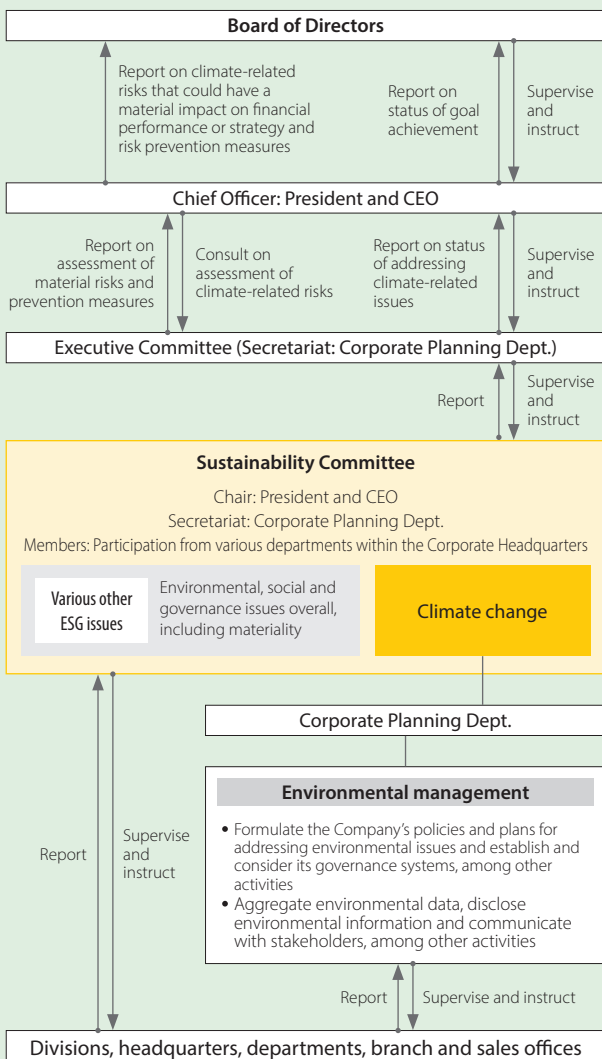 Board of Directors
Report on climate-related
risks that could have a
material impact on financial
performance or strategy and
risk prevention measures
Report on
status of goal
achievement
Supervise
and
instruct
Chief Officer: President and CEO
Report on
assessment of
material risks and
prevention measures
Consult on
assessment of
climate-related risks
Report on status
of addressing
climate-related
issues
Supervise
and
instruct
Executive Committee (Secretariat: Corporate Planning Dept.)
Report
Supervise
and
instruct
Sustainability Committee
Chair: President and CEO
Secretariat: Corporate Planning Dept.
Members: Participation from various departments within the Corporate Headquarters
Various other
ESG issues
Environmental, social and
governance issues overall,
including materiality
Climate change
Corporate Planning Dept.
Environmental management
• Formulate the Company's policies and plans for
addressing environmental issues and establish and
consider its governance systems, among other
activities
• Aggregate environmental data, disclose
environmental information and communicate
with stakeholders, among other activities
Report
Supervise
and
instruct
Report
Supervise and instruct
Divisions, headquarters, departments, branch and sales offices